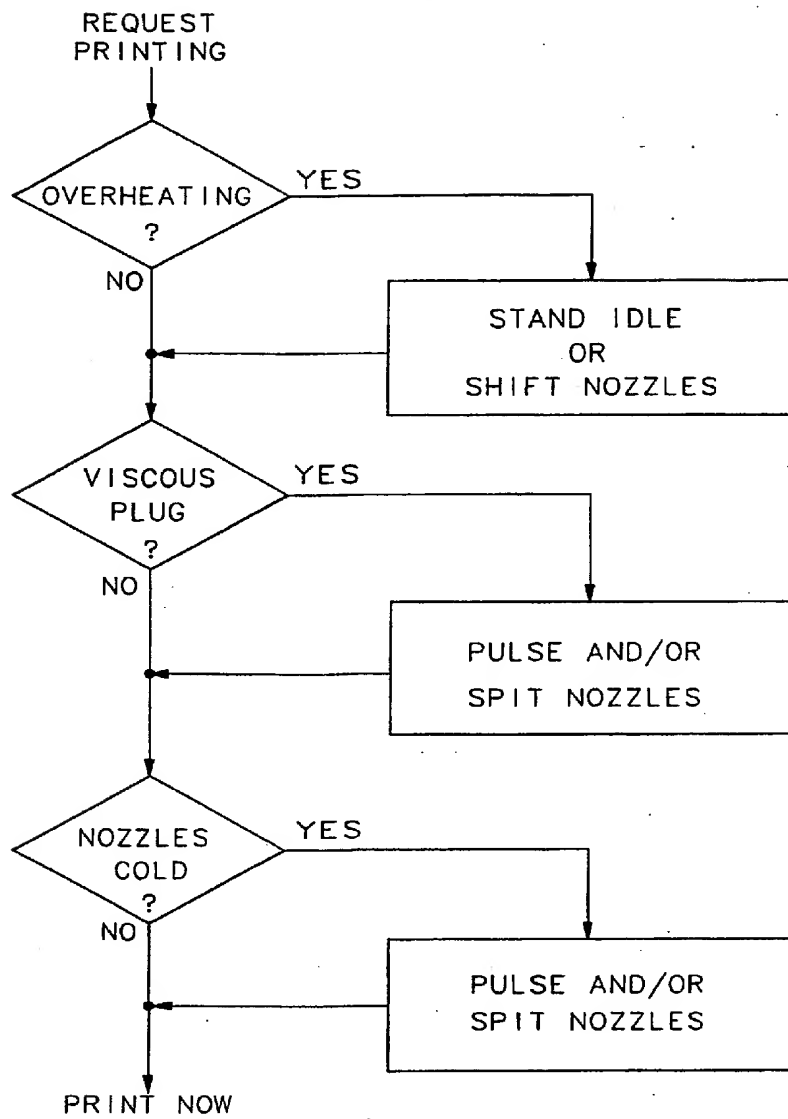 REQUEST
PRINTING
OVERHEATING
?
YES
NO
STAND IDLE
OR
SHIFT NOZZLES
VISCOUS
PLUG
?
YES
NO
PULSE AND/OR
SPIT NOZZLES
NOZZLES
COLD
?
YES
NO
PULSE AND/OR
SPIT NOZZLES
PRINT NOW